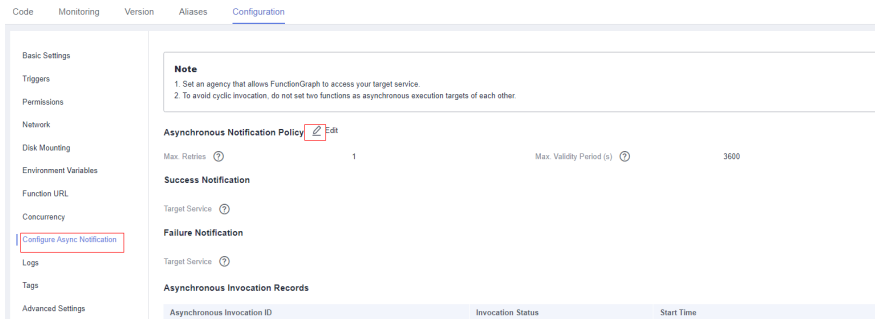 Code Monitoring Version Aliases Configuration
Basic Settings
Triggers
Permissions
Network
Disk Mounting
Environment Variables
Function URL
Concurrency
Configure Async Notification
Logs
Tags
Advanced Settings
Note
1. Set an agency that allows FunctionGraph to access your target service.
2. To avoid cyclic invocation, do not set two functions as asynchronous execution targets of each other.
Asynchronous Notification Policy Edit
Max. Retries ? 1 Max. Validity Period (s) ? 3600
Success Notification
Target Service ?
Failure Notification
Target Service ?
Asynchronous Invocation Records
Asynchronous Invocation ID Invocation Status Start Time